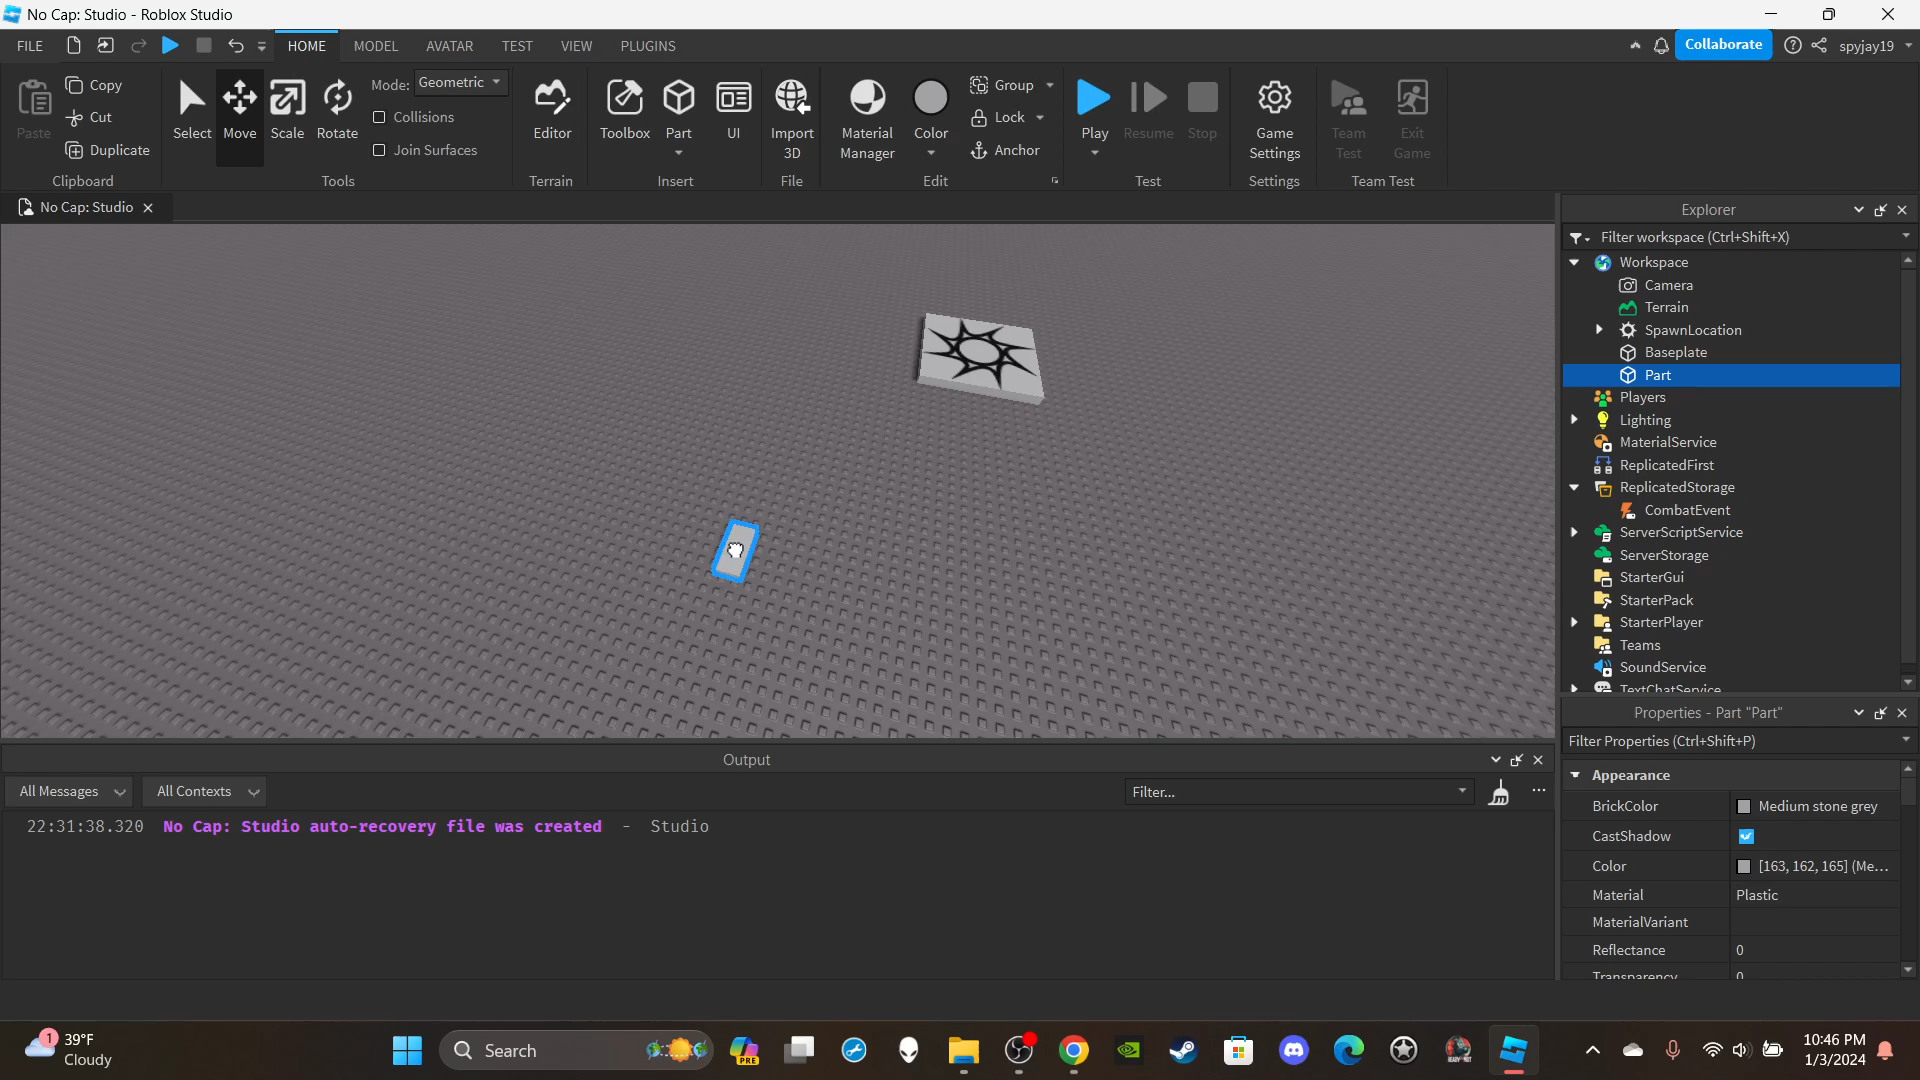 No Cap: Studio - Roblox Studio
FILE HOME MODEL AVATAR TEST VIEW PLUGINS Collaborate spyjay19
Paste Copy Cut Duplicate
Clipboard
Select Move Scale Rotate
Mode: Geometric
Collisions
Join Surfaces
Tools
Editor
Terrain
Toolbox Part UI
Insert
Import 3D
File
Material Manager
Color
Group
Lock
Anchor
Edit
Play Resume Stop
Test
Game Settings
Settings
Team Test
Exit Game
Team Test
No Cap: Studio
Explorer
Filter workspace (Ctrl+Shift+X)
Workspace
Camera
Terrain
SpawnLocation
Baseplate
Part
Players
Lighting
MaterialService
ReplicatedFirst
ReplicatedStorage
CombatEvent
ServerScriptService
ServerStorage
StarterGui
StarterPack
StarterPlayer
Teams
SoundService
TextChatService
Properties - Part "Part"
Filter Properties (Ctrl+Shift+P)
Appearance
BrickColor Medium stone grey
CastShadow
Color [163, 162, 165] (Me...
Material Plastic
MaterialVariant
Reflectance 0
Transparency 0
Output
All Messages All Contexts Filter...
22:31:38.320 No Cap: Studio auto-recovery file was created - Studio
1
39°F
Cloudy
Search
PRE
10:46 PM
1/3/2024